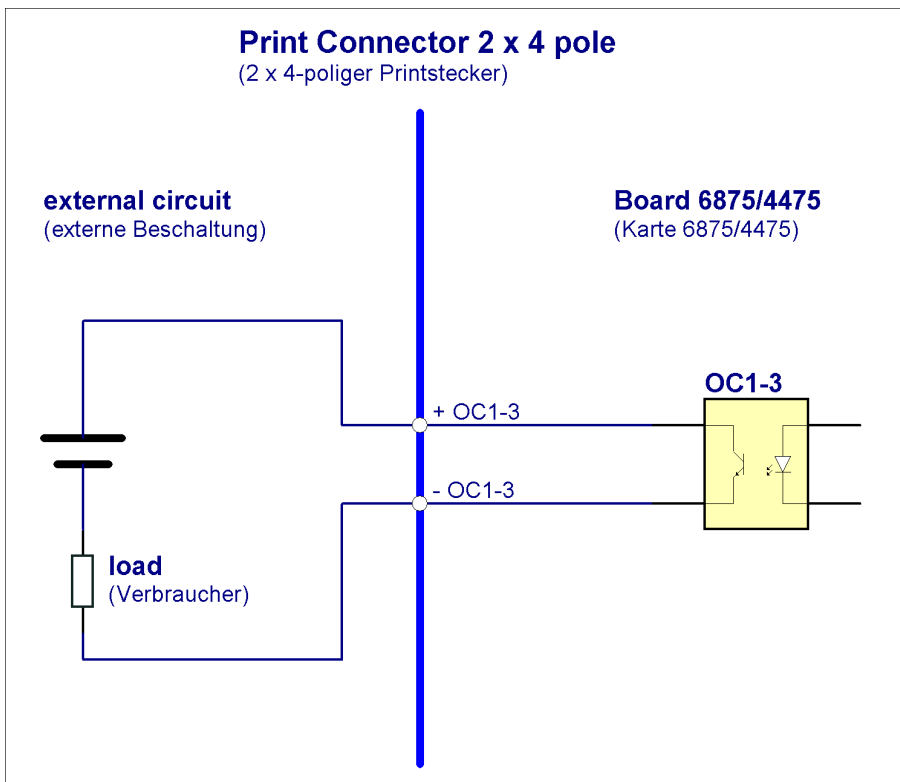 Print Connector 2 x 4 pole
(2 x 4-poliger Printstecker)
external circuit
(externe Beschaltung)
Board 6875/4475
(Karte 6875/4475)
OC1-3
+ OC1-3
- OC1-3
load
(Verbraucher)